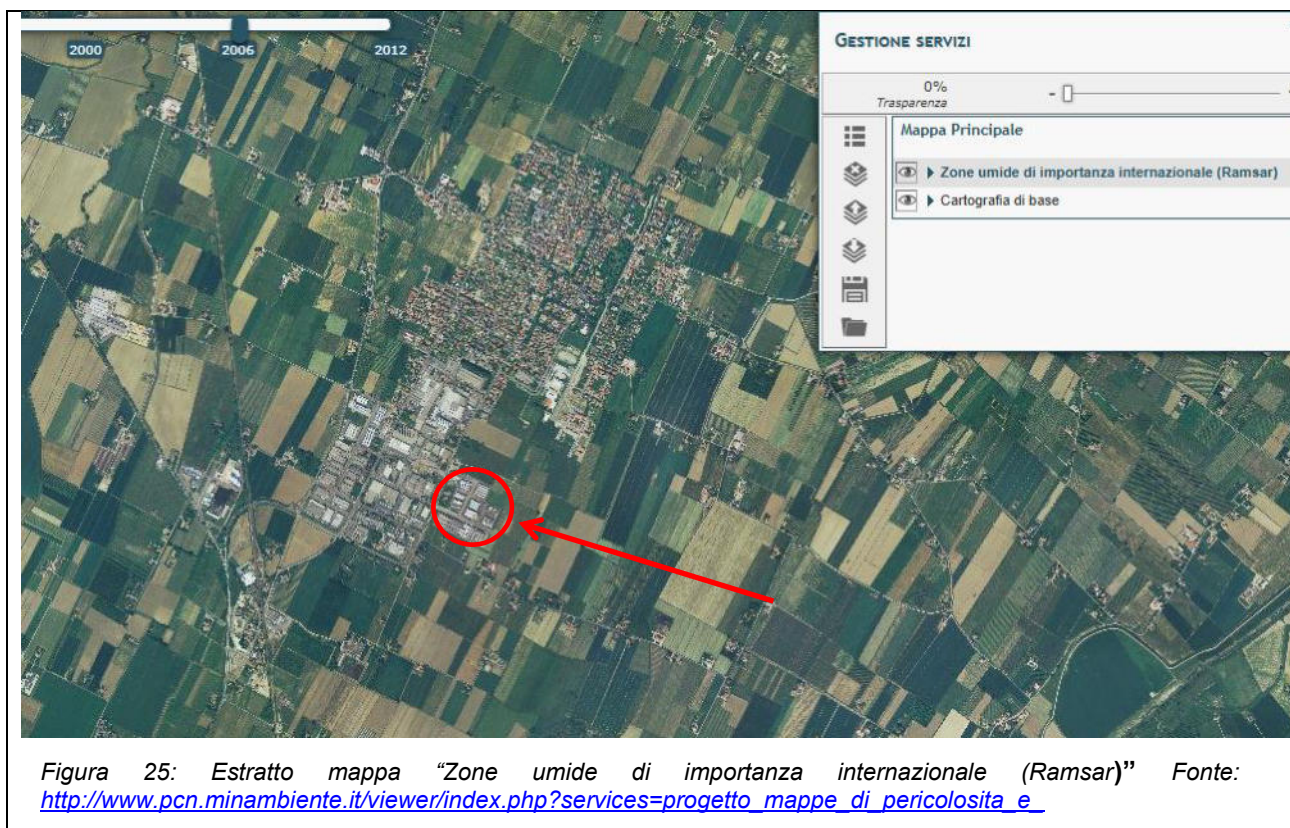 2000 2006 2012
GESTIONE SERVIZI
0%
Trasparenza
- 
Mappa Principale
Zone umide di importanza internazionale (Ramsar)
Cartografia di base
Figura 25: Estratto mappa “Zone umide di importanza internazionale (Ramsar)” Fonte:
http://www.pcn.minambiente.it/viewer/index.php?services=progetto_mappe_di_pericolosita_e_